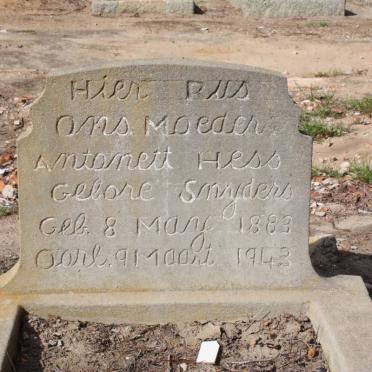 Hier Rus
Ons Moeder
Antonett Hess
Gebore Snyders
Geb. 8 May 1883
Oorl. 9 Maart 1943